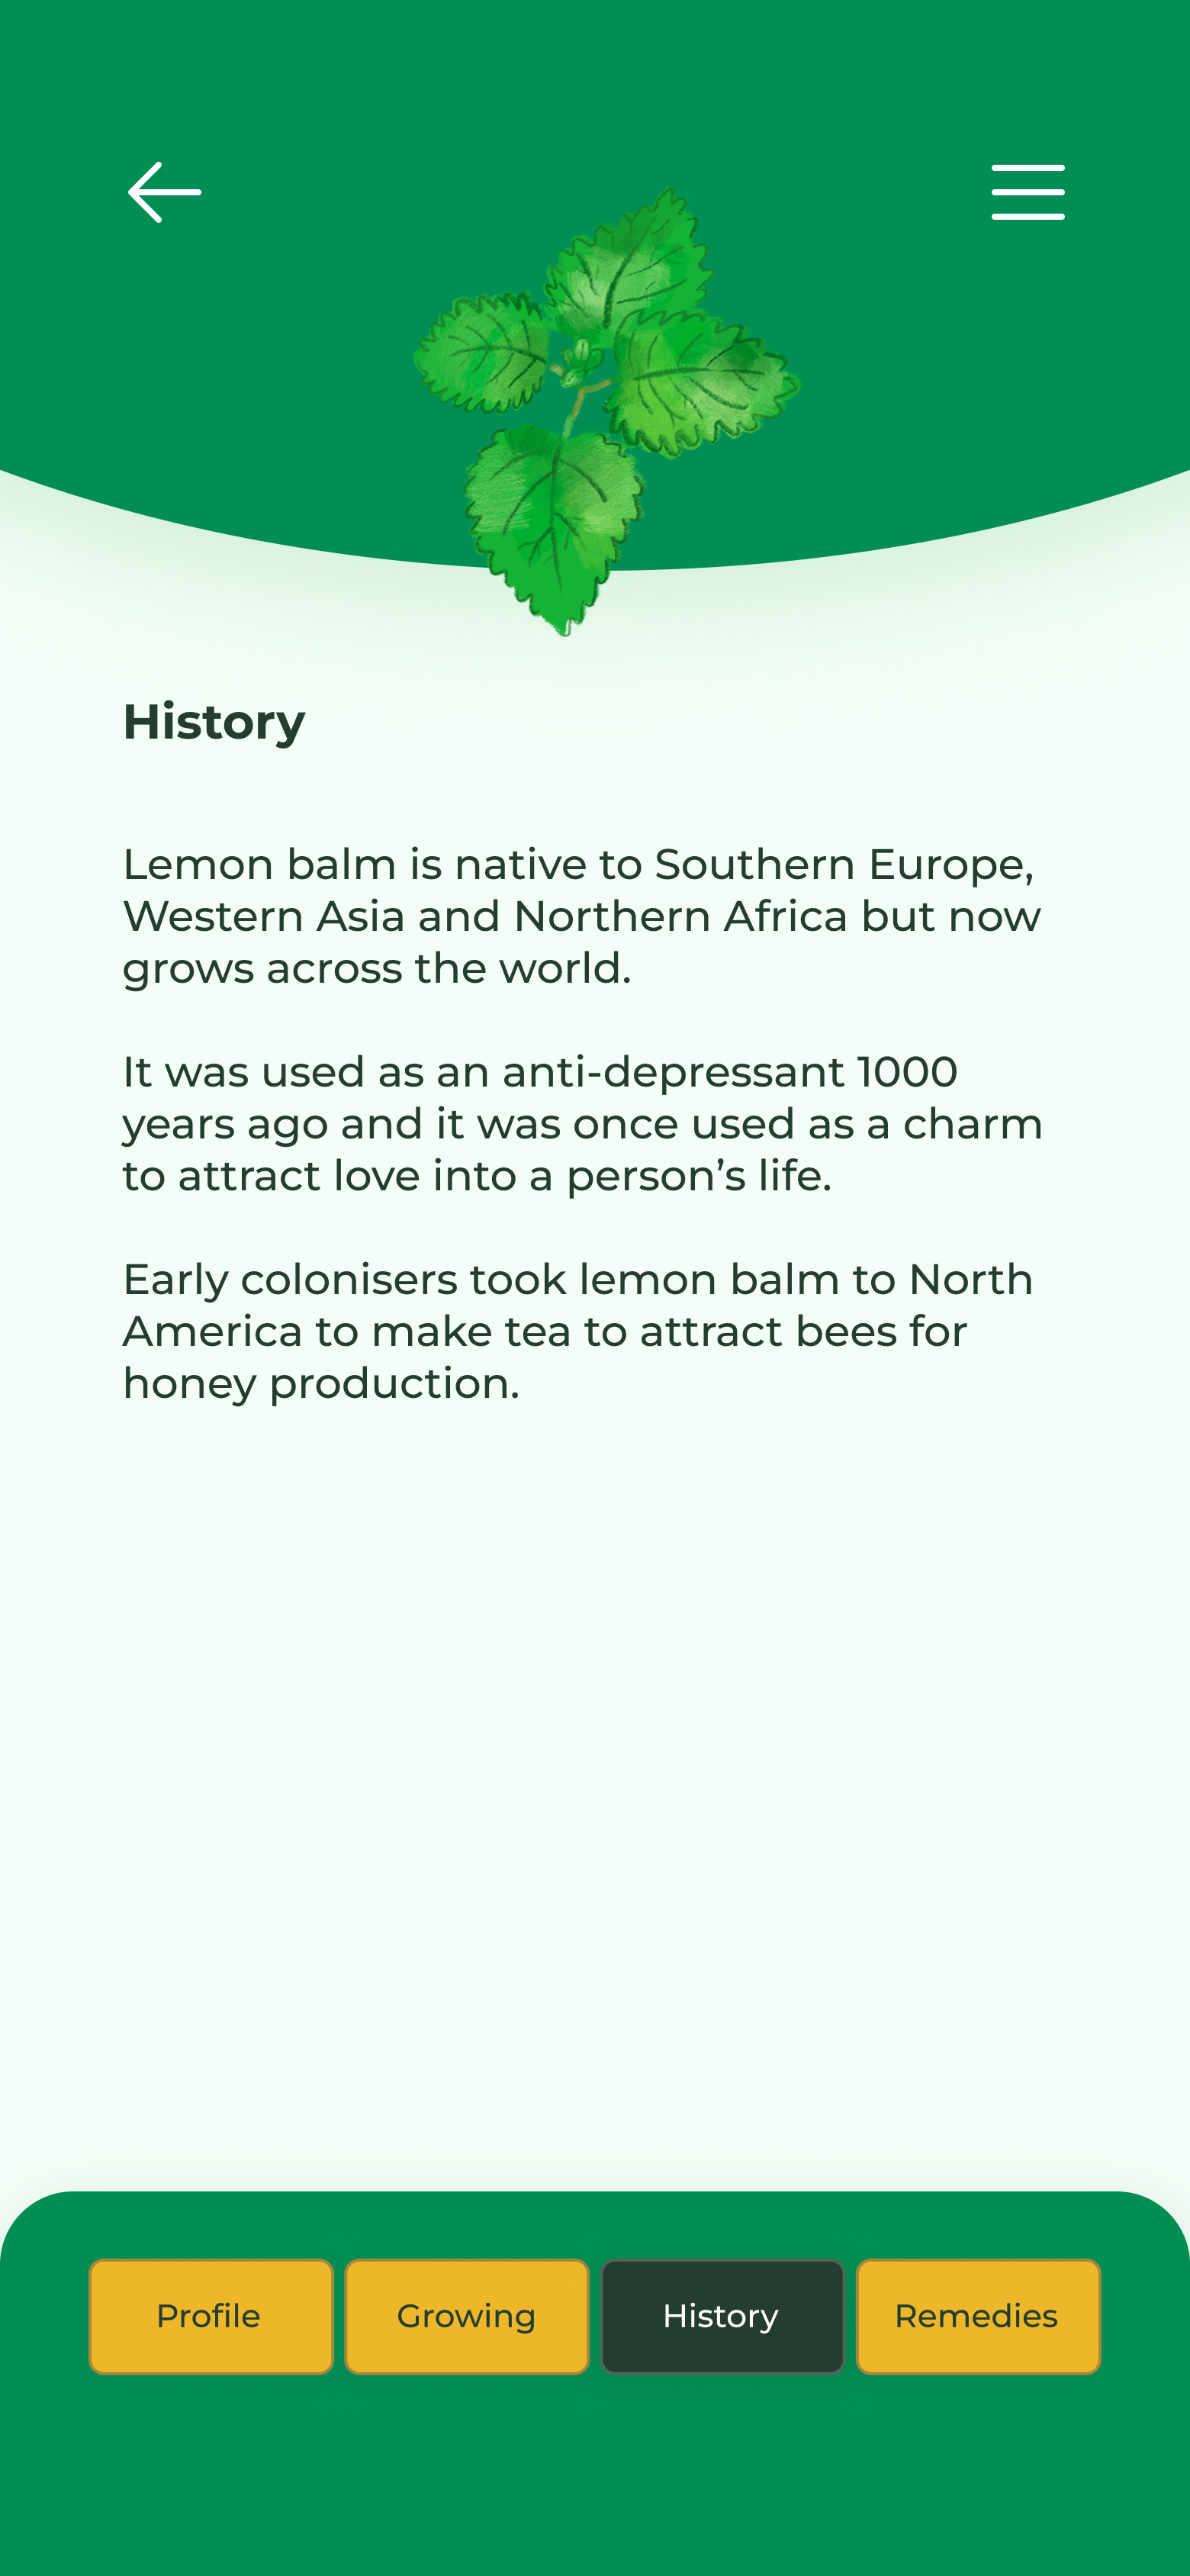 History
Lemon balm is native to Southern Europe,
Western Asia and Northern Africa but now
grows across the world.
It was used as an anti-depressant 1000
years ago and it was once used as a charm
to attract love into a person’s life.
Early colonisers took lemon balm to North
America to make tea to attract bees for
honey production.
Profile
Growing
History
Remedies